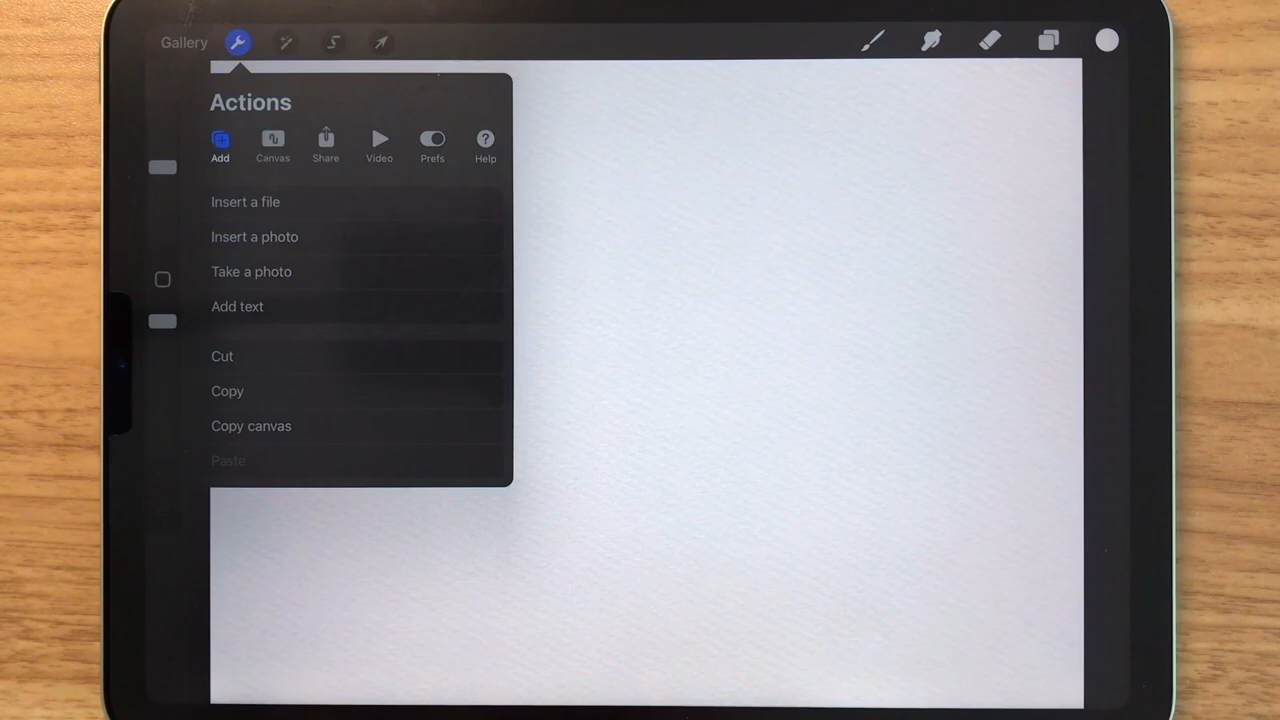 Gallery
Actions
Add Canvas Share Video Prefs Help
Insert a file
Insert a photo
Take a photo
Add text
Cut
Copy
Copy canvas
Paste